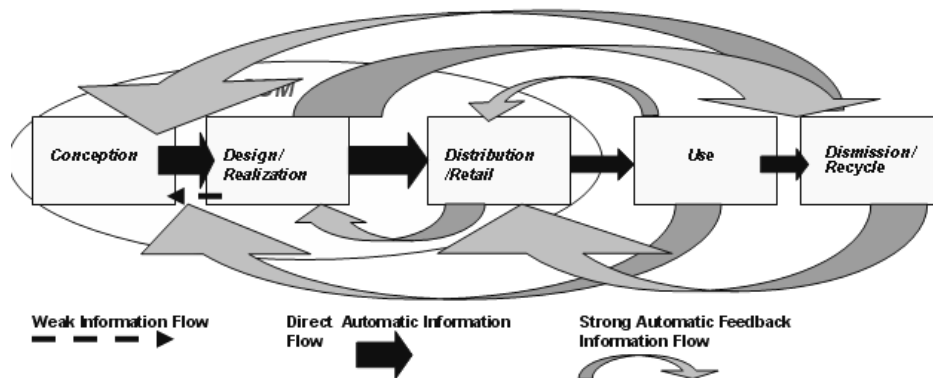 Conception
Design/
Realization
Distribution
/Retail
Use
Dismission/
Recycle
Weak Information Flow
Direct Automatic Information
Flow
Strong Automatic Feedback
Information Flow